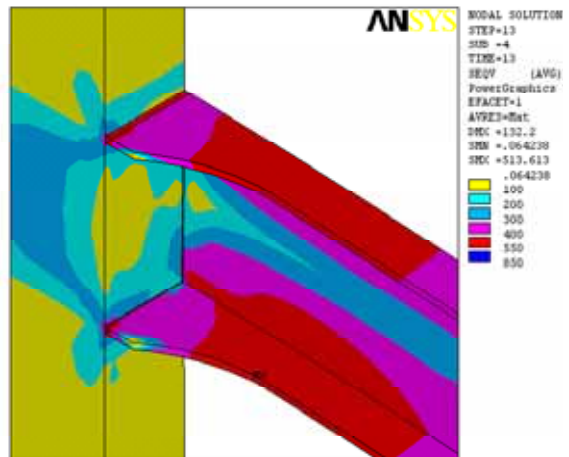 ANSYS
NODAL SOLUTION
STEP=13
SUB =4
TIME=13
SEQV (AVG)
PowerGraphics
EFACET=1
AVRES=Mat
DMX =132.2
SMN =.064238
SMX =513.613
.064238
100
200
300
400
550
850